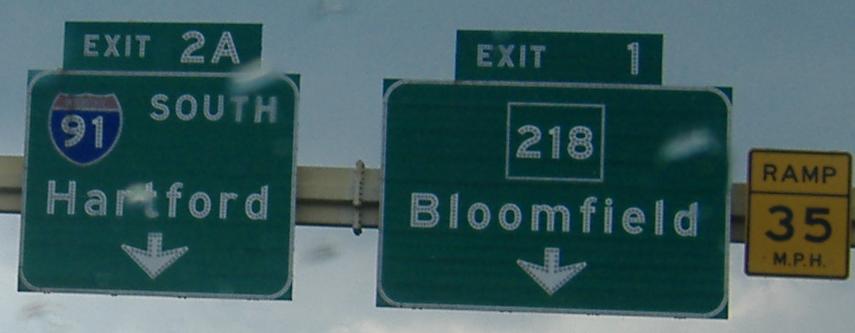 EXIT 2A
91 SOUTH
Hartford
EXIT 1
218
Bloomfield
RAMP
35
M.P.H.